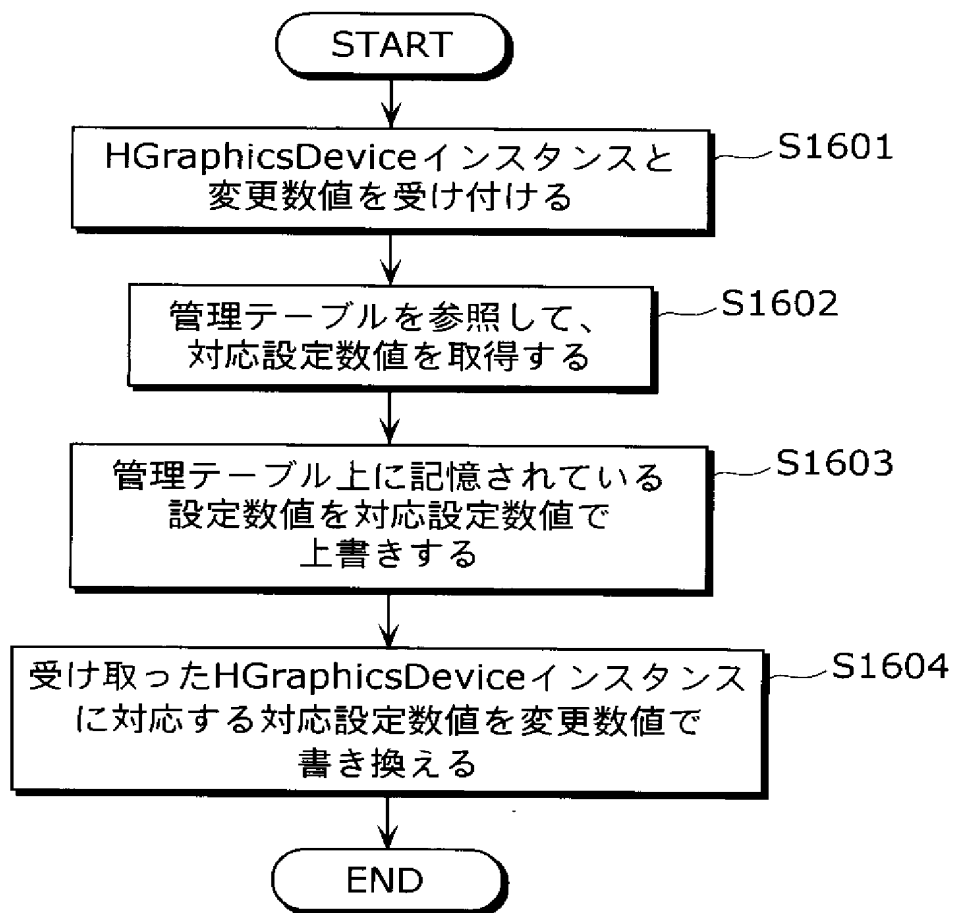 START
HGraphicsDeviceインスタンスと
変更数値を受け付ける
S1601
管理テーブルを参照して、
対応設定数値を取得する
S1602
管理テーブル上に記憶されている
設定数値を対応設定数値で
上書きする
S1603
受け取ったHGraphicsDeviceインスタンス
に対応する対応設定数値を変更数値で
書き換える
S1604
END